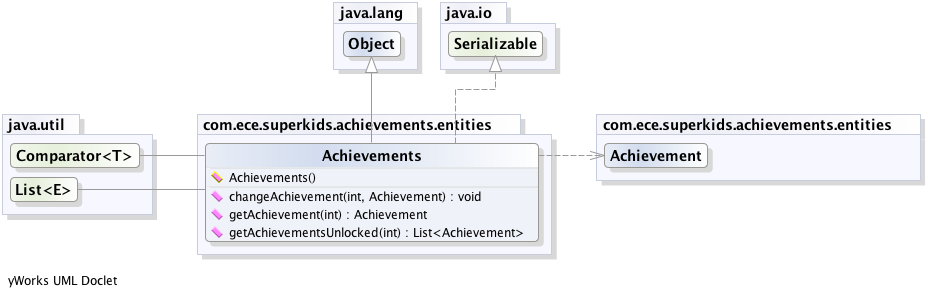 java.lang
java.io
Object
Serializable
java.util
com.ece.superkids.achievements.entities
com.ece.superkids.achievements.entities
Comparator<T>
Achievements
Achievement
Achievements()
List<E>
changeAchievement(int, Achievement) : void
getAchievement(int) : Achievement
getAchievementsUnlocked(int) : List<Achievement>
yWorks UML Doclet